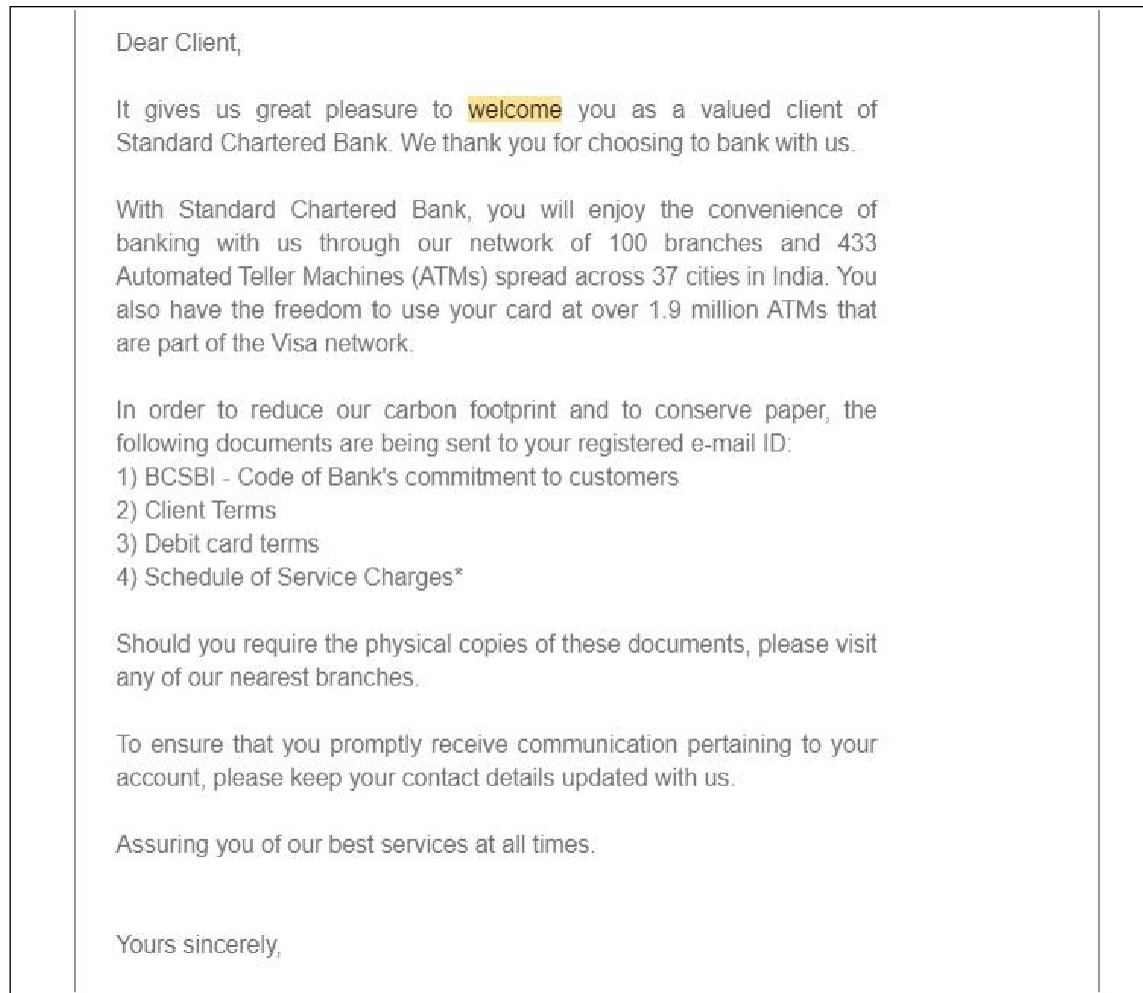 Dear Client,
It gives us great pleasure to welcome you as a valued client of
Standard Chartered Bank. We thank you for choosing to bank with us.
With Standard Chartered Bank, you will enjoy the convenience of
banking with us through our network of 100 branches and 433
Automated Teller Machines (ATMs) spread across 37 cities in India. You
also have the freedom to use your card at over 1.9 million ATMs that
are part of the Visa network.
In order to reduce our carbon footprint and to conserve paper, the
following documents are being sent to your registered e-mail ID:
1) BCSBI - Code of Bank's commitment to customers
2) Client Terms
3) Debit card terms
4) Schedule of Service Charges*
Should you require the physical copies of these documents, please visit
any of our nearest branches.
To ensure that you promptly receive communication pertaining to your
account, please keep your contact details updated with us.
Assuring you of our best services at all times.
Yours sincerely,